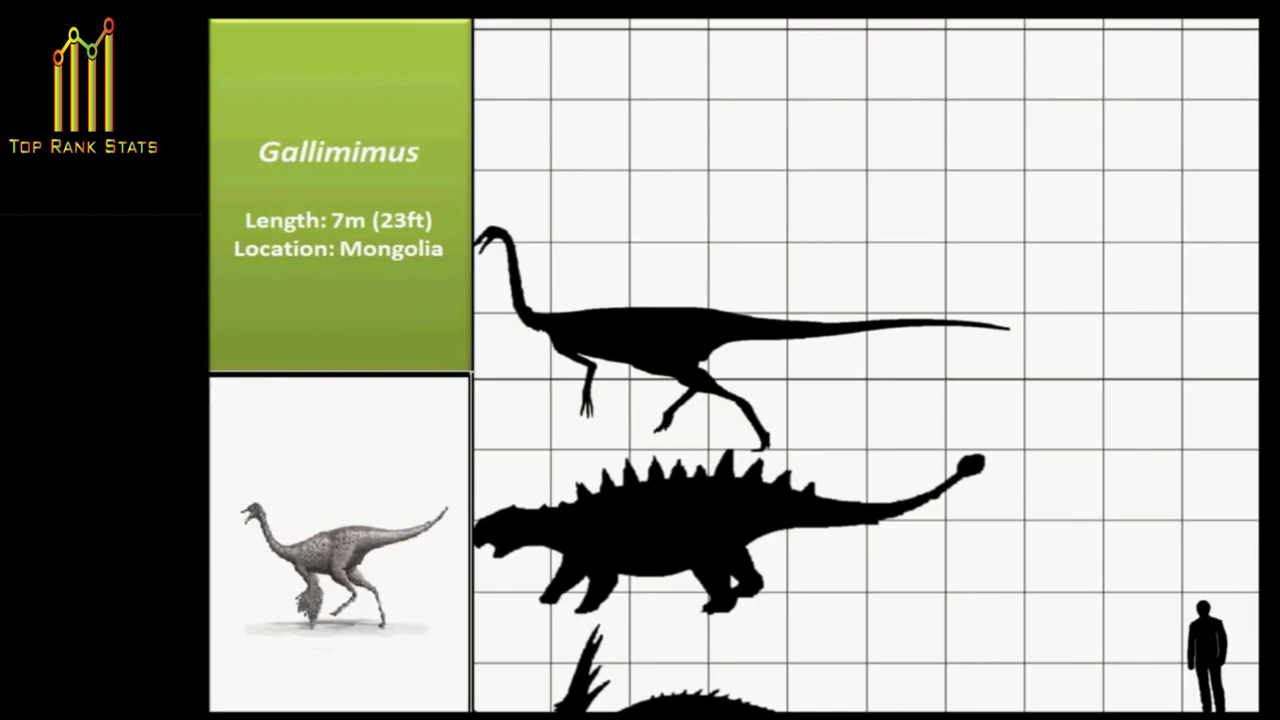 Top Rank Stats
Gallimimus
Length: 7m (23ft)
Location: Mongolia